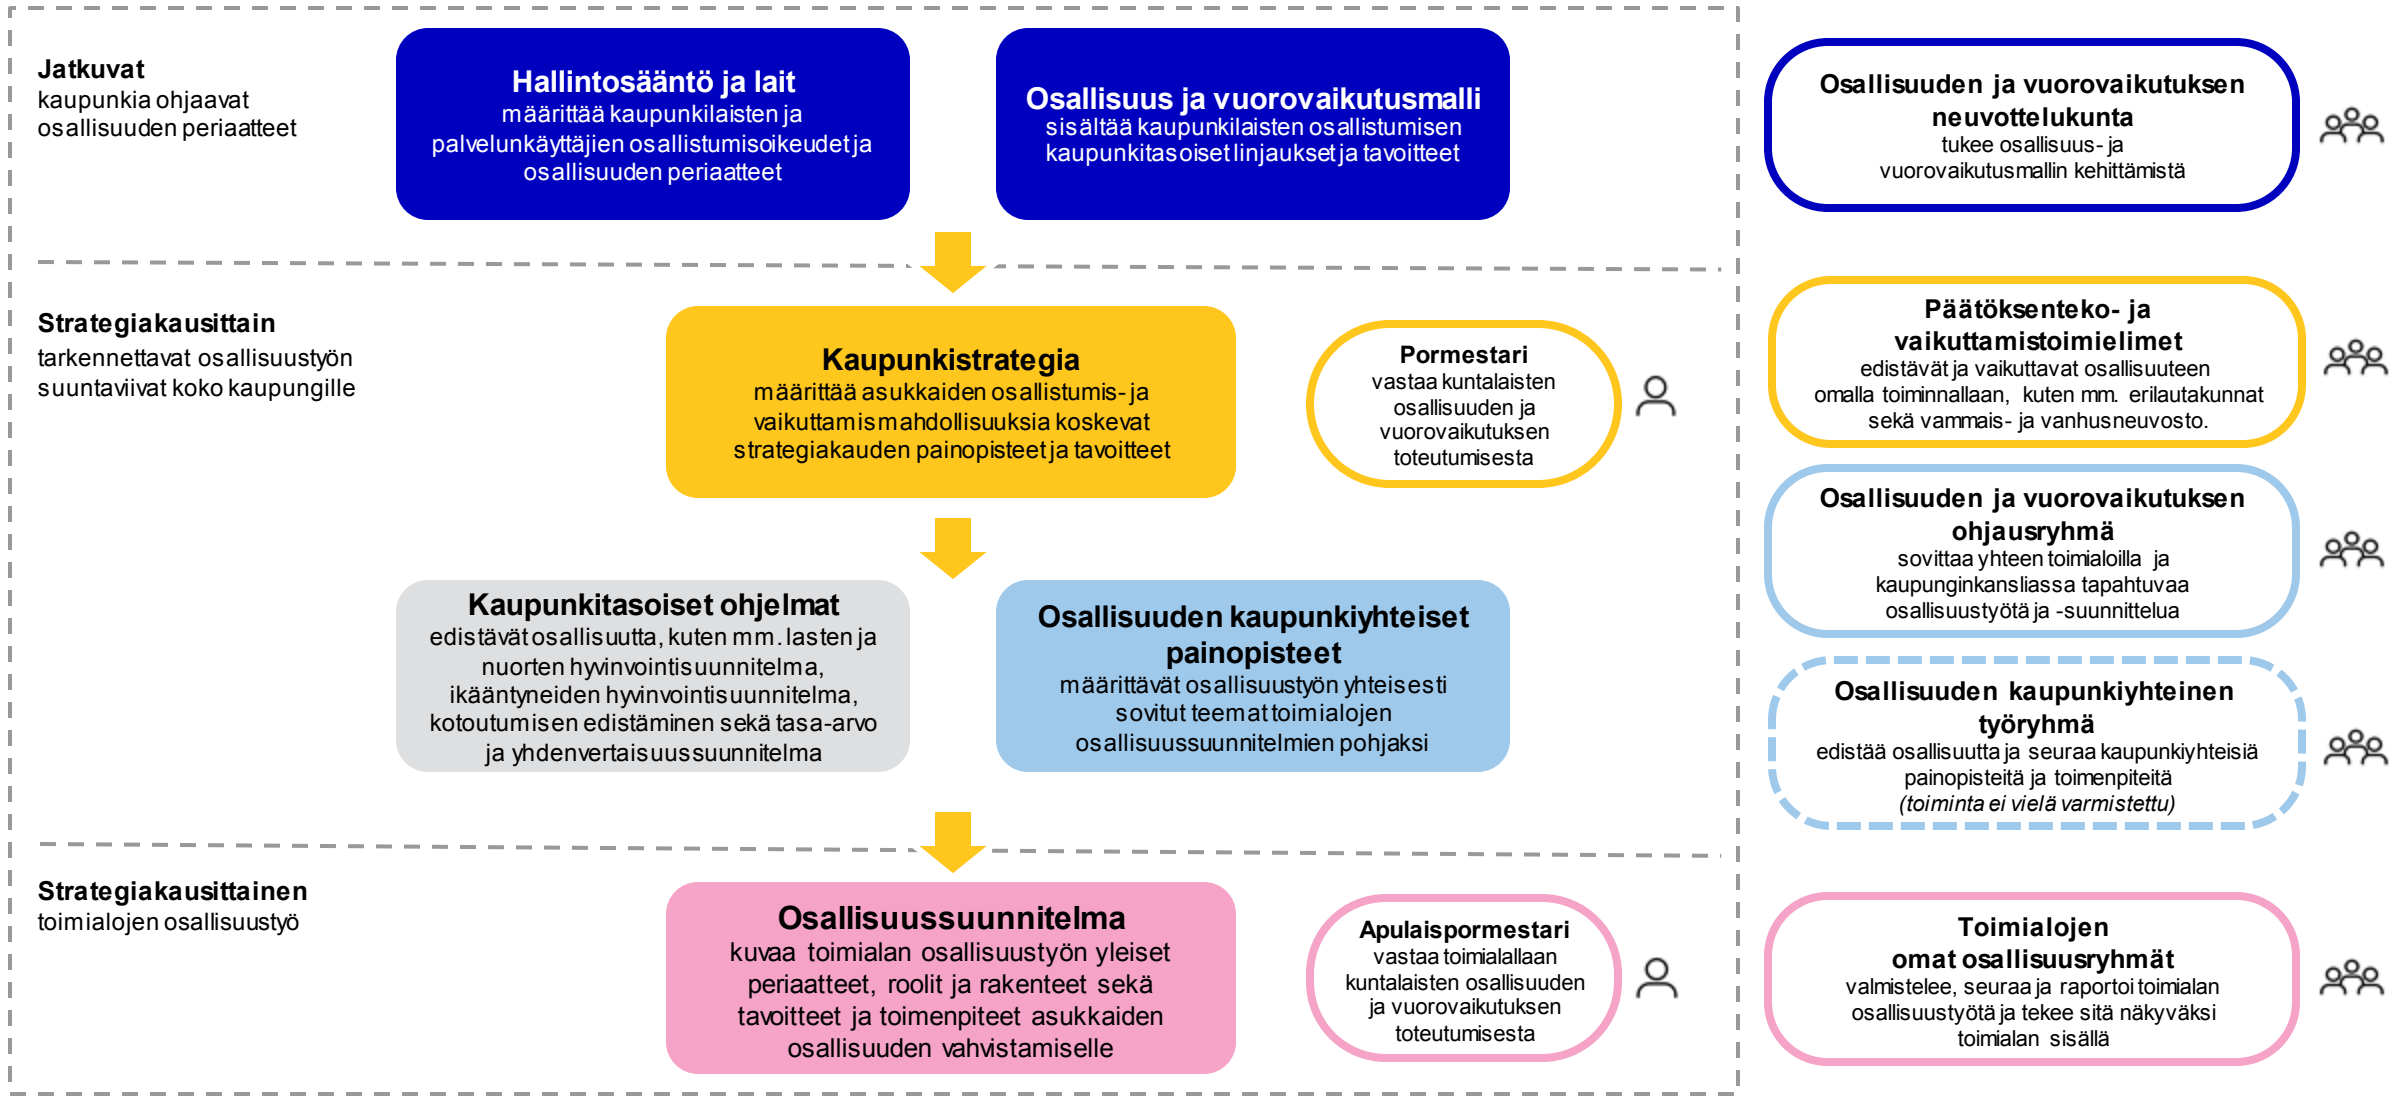 Jatkuvat
kaupunkia ohjaavat
osallisuuden periaatteet
Hallintosääntö ja lait
määrittää kaupunkilaisten ja
palvelunkäyttäjien osallistumisoikeudet ja
osallisuuden periaatteet
Osallisuus ja vuorovaikutusmalli
sisältää kaupunkilaisten osallistumisen
kaupunkitasoiset linjaukset ja tavoitteet
Osallisuuden ja vuorovaikutuksen
neuvottelukunta
tukee osallisuus- ja
vuorovaikutusmallin kehittämistä
Strategiakausittain
tarkennettavat osallisuustyön
suuntaviivat koko kaupungille
Kaupunkistrategia
määrittää asukkaiden osallistumis- ja
vaikuttamismahdollisuuksia koskevat
strategiakauden painopisteet ja tavoitteet
Pormestari
vastaa kuntalaisten
osallisuuden ja
vuorovaikutuksen
toteutumisesta
Päätöksenteko- ja
vaikuttamistoimielimet
edistävät ja vaikuttavat osallisuuteen
omalla toiminnallaan, kuten mm. erilautakunnat
sekä vammais- ja vanhusneuvosto.
Osallisuuden ja vuorovaikutuksen
ohjausryhmä
sovittaa yhteen toimialoilla ja
kaupunginkansliassa tapahtuvaa
osallisuustyötä ja -suunnittelua
Kaupunkitasoiset ohjelmat
edistävät osallisuutta, kuten mm. lasten ja
nuorten hyvinvointisuunnitelma,
ikääntyneiden hyvinvointisuunnitelma,
kotoutumisen edistäminen sekä tasa-arvo
ja yhdenvertaisuussuunnitelma
Osallisuuden kaupunkiyhteiset
painopisteet
määrittävät osallisuustyön yhteisesti
sovitut teemat toimialojen
osallisuussuunnitelmien pohjaksi
Osallisuuden kaupunkiyhteinen
työryhmä
edistää osallisuutta ja seuraa kaupunkiyhteisiä
painopisteitä ja toimenpiteitä
(toiminta ei vielä varmistettu)
Strategiakausittainen
toimialojen osallisuustyö
Osallisuussuunnitelma
kuvaa toimialan osallisuustyön yleiset
periaatteet, roolit ja rakenteet sekä
tavoitteet ja toimenpiteet asukkaiden
osallisuuden vahvistamiselle
Apulaispormestari
vastaa toimialallaan
kuntalaisten osallisuuden
ja vuorovaikutuksen
toteutumisesta
Toimialojen
omat osallisuusryhmät
valmistelee, seuraa ja raportoi toimialan
osallisuustyötä ja tekee sitä näkyväksi
toimialan sisällä